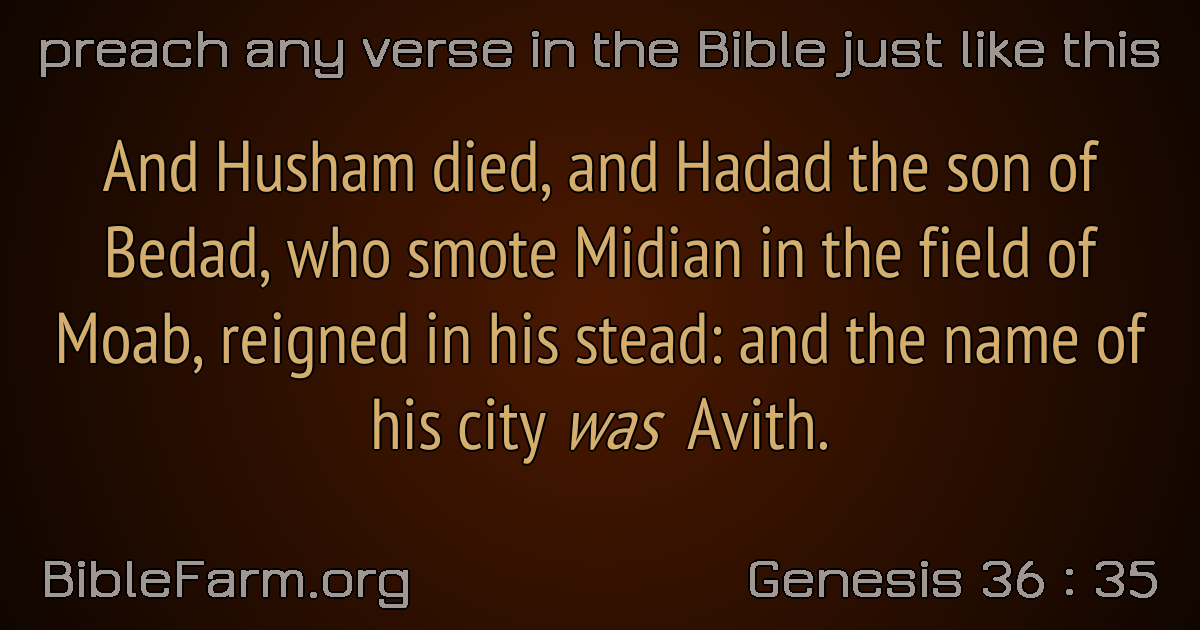 preach any verse in the Bible just like this
And Husham died, and Hadad the son of
Bedad, who smote Midian in the field of
Moab, reigned in his stead: and the name of
his city was Avith.
BibleFarm.org
Genesis 36 : 35